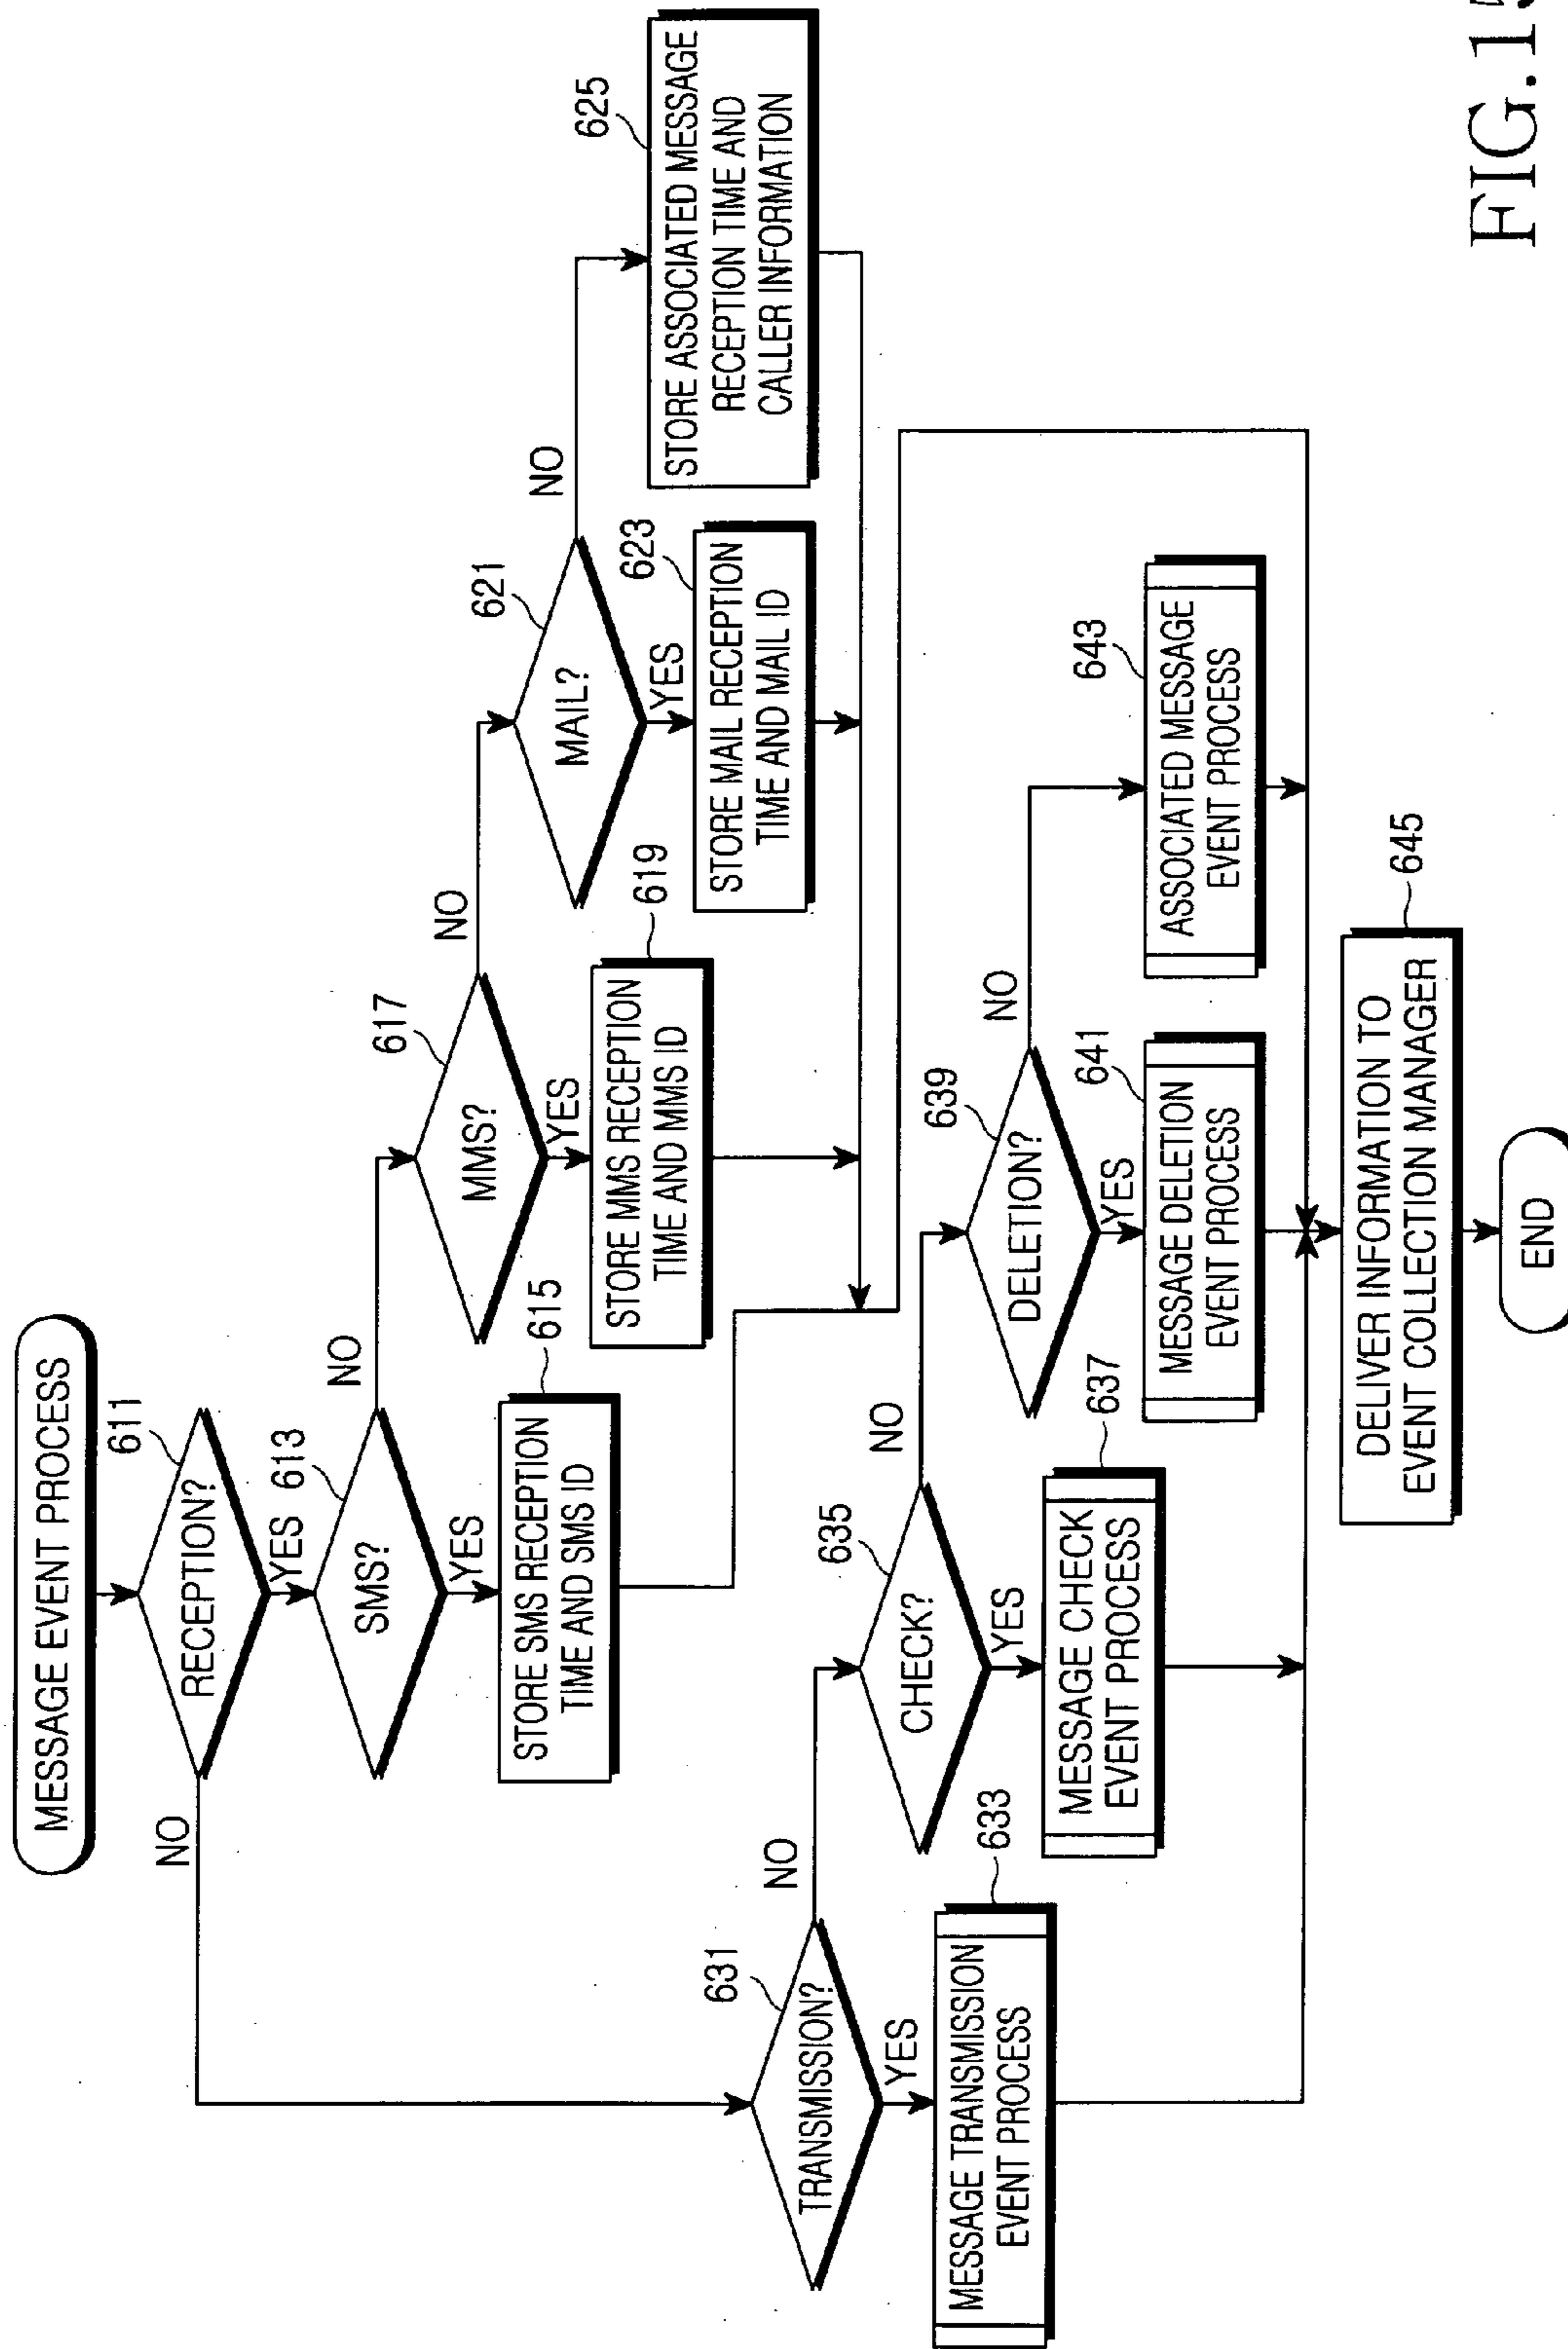 MESSAGE EVENT PROCESS
611
RECEPTION?
NO
YES
613
SMS?
NO
YES
615
STORE SMS RECEPTION
TIME AND SMS ID
617
MMS?
NO
YES
619
STORE MMS RECEPTION
TIME AND MMS ID
621
MAIL?
NO
YES
623
STORE MAIL RECEPTION
TIME AND MAIL ID
625
STORE ASSOCIATED MESSAGE
RECEPTION TIME AND
CALLER INFORMATION
631
TRANSMISSION?
NO
YES
633
MESSAGE TRANSMISSION
EVENT PROCESS
635
CHECK?
NO
YES
637
MESSAGE CHECK
EVENT PROCESS
639
DELETION?
NO
YES
641
MESSAGE DELETION
EVENT PROCESS
643
ASSOCIATED MESSAGE
EVENT PROCESS
645
DELIVER INFORMATION TO
EVENT COLLECTION MANAGER
END